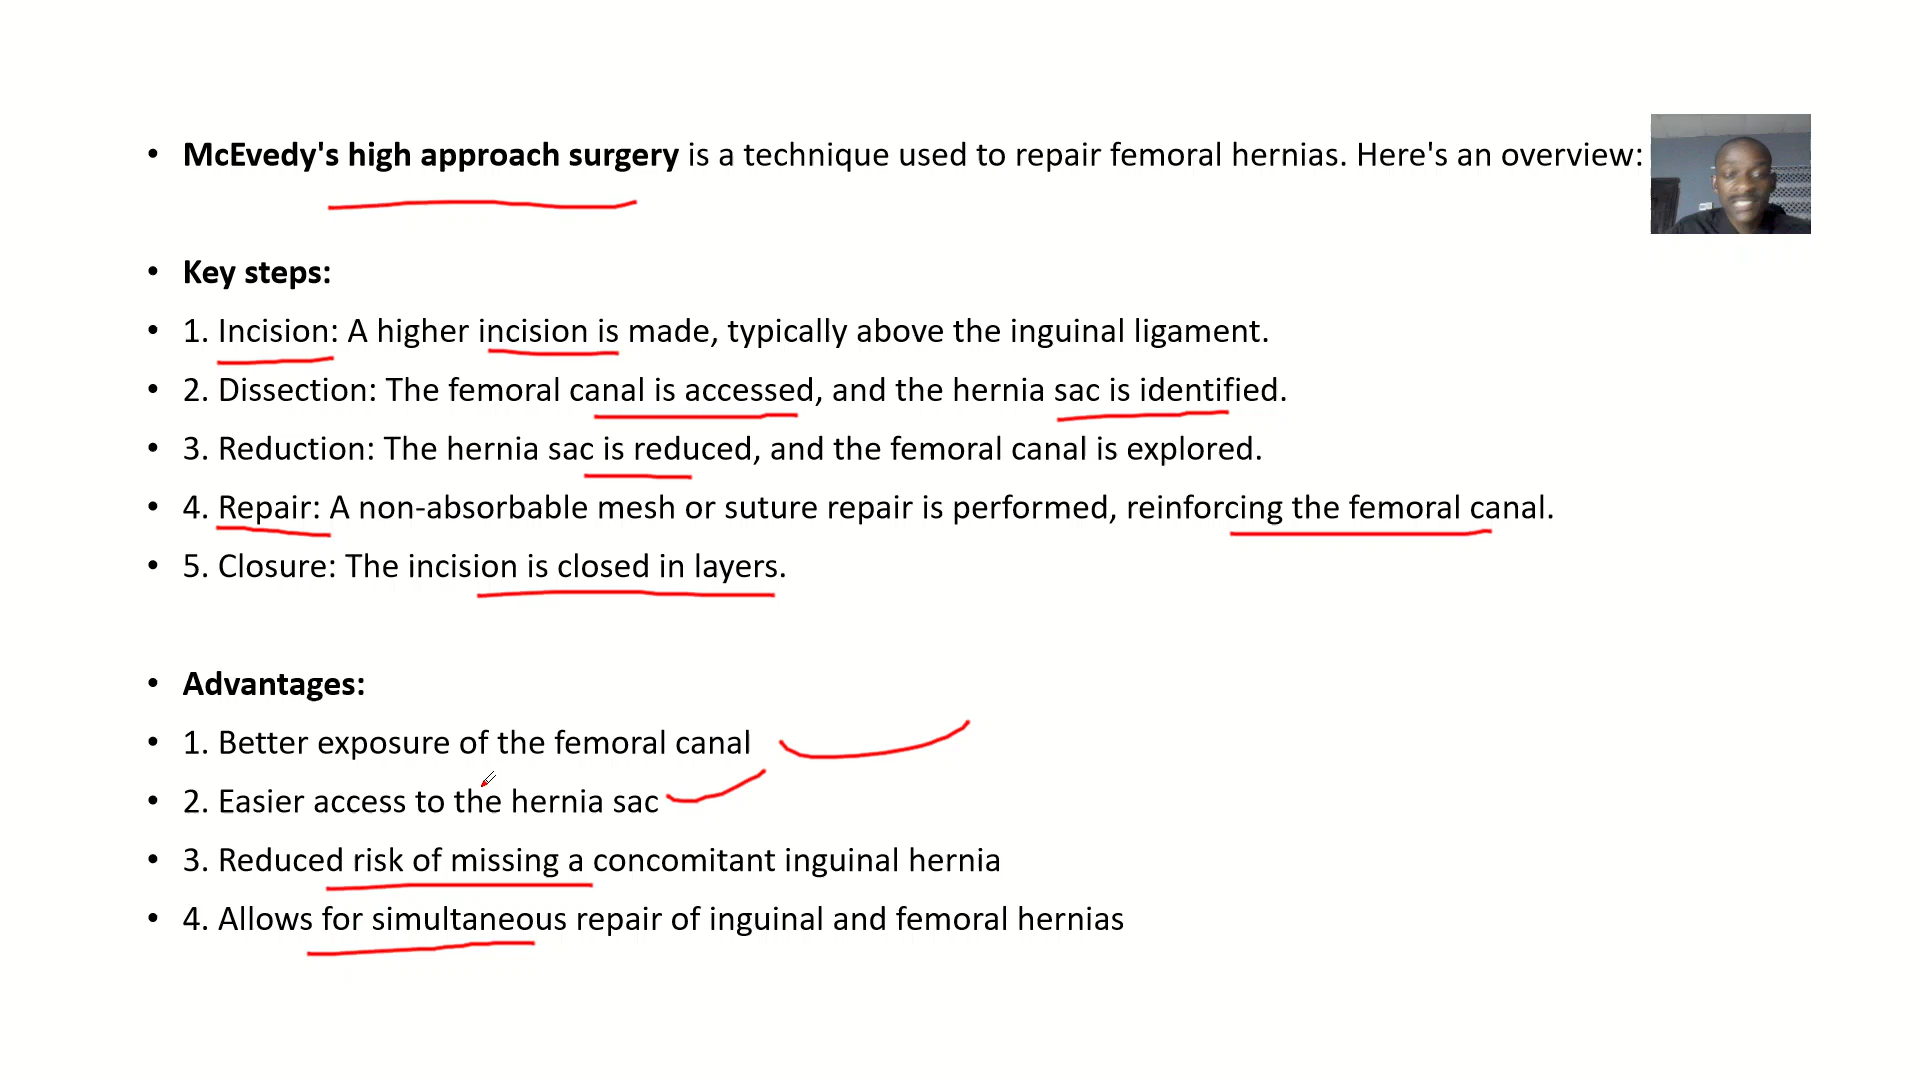 • McEvedy's high approach surgery is a technique used to repair femoral hernias. Here's an overview:
• Key steps:
• 1. Incision: A higher incision is made, typically above the inguinal ligament.
• 2. Dissection: The femoral canal is accessed, and the hernia sac is identified.
• 3. Reduction: The hernia sac is reduced, and the femoral canal is explored.
• 4. Repair: A non-absorbable mesh or suture repair is performed, reinforcing the femoral canal.
• 5. Closure: The incision is closed in layers.
• Advantages:
• 1. Better exposure of the femoral canal
• 2. Easier access to the hernia sac
• 3. Reduced risk of missing a concomitant inguinal hernia
• 4. Allows for simultaneous repair of inguinal and femoral hernias